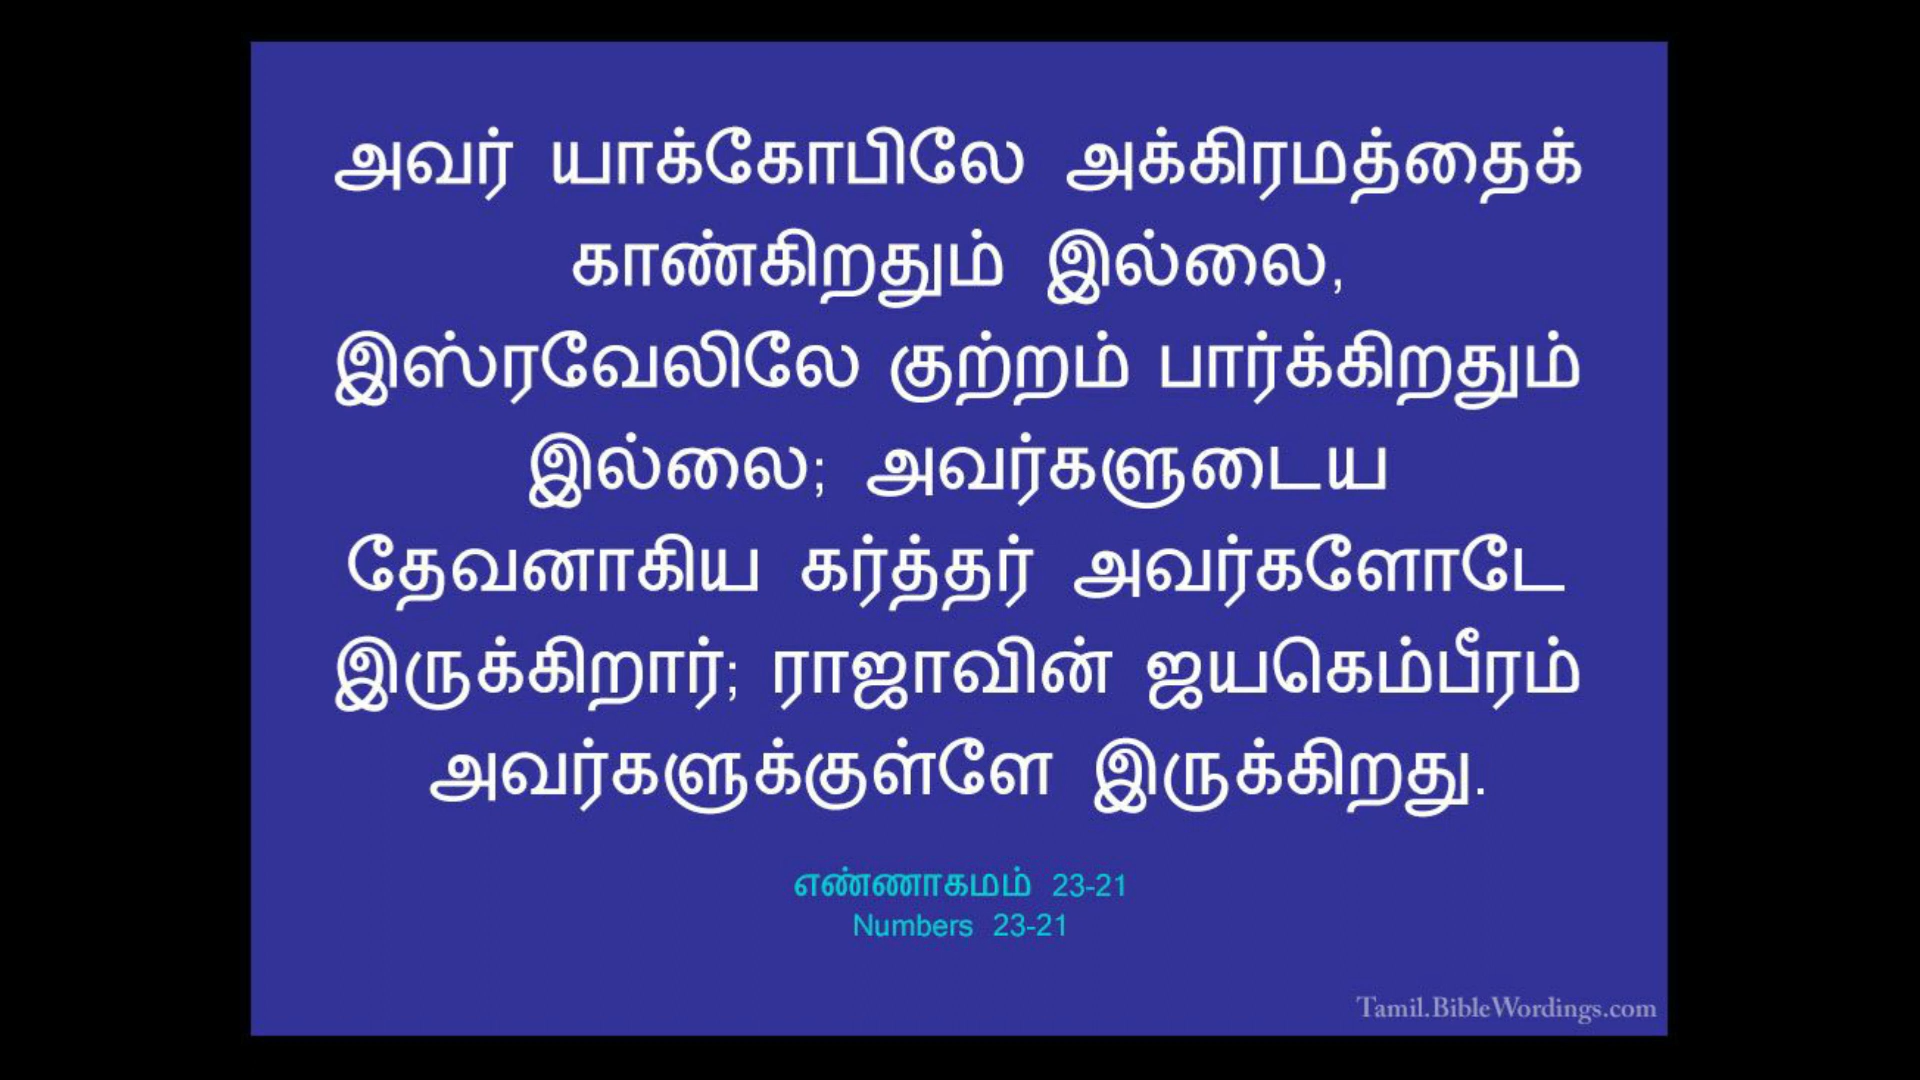 அவர் யாக்கோபிலே அக்கிரமத்தைக்
காண்கிறதும் இல்லை,
இஸ்ரவேலிலே குற்றம் பார்க்கிறதும்
இல்லை; அவர்களுடைய
தேவனாகிய கர்த்தர் அவர்களோடே
இருக்கிறார்; ராஜாவின் ஜயகெம்பீரம்
அவர்களுக்குள்ளே இருக்கிறது.
எண்ணாகமம் 23-21
Numbers 23-21
Tamil.BibleWordings.com